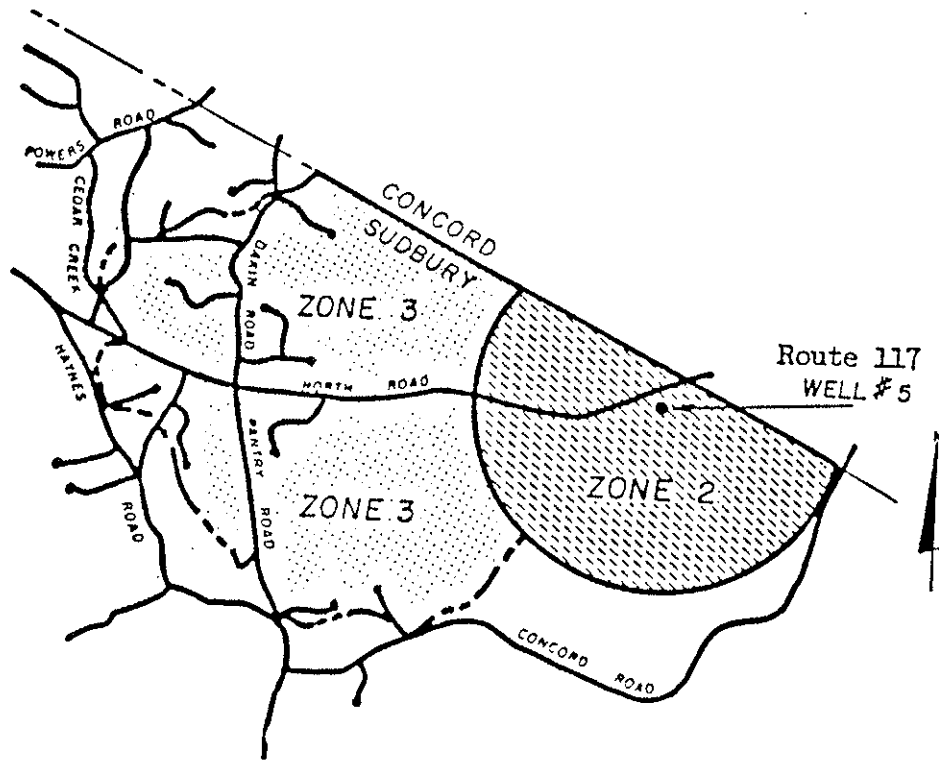 POWERS ROAD
CEDAR CREEK
CONCORD
SUDBURY
DAKIN ROAD
ZONE 3
Route 117
WELL #5
HAYNES ROAD
NORTH ROAD
PANTRY ROAD
ZONE 2
ZONE 3
CONCORD ROAD
N